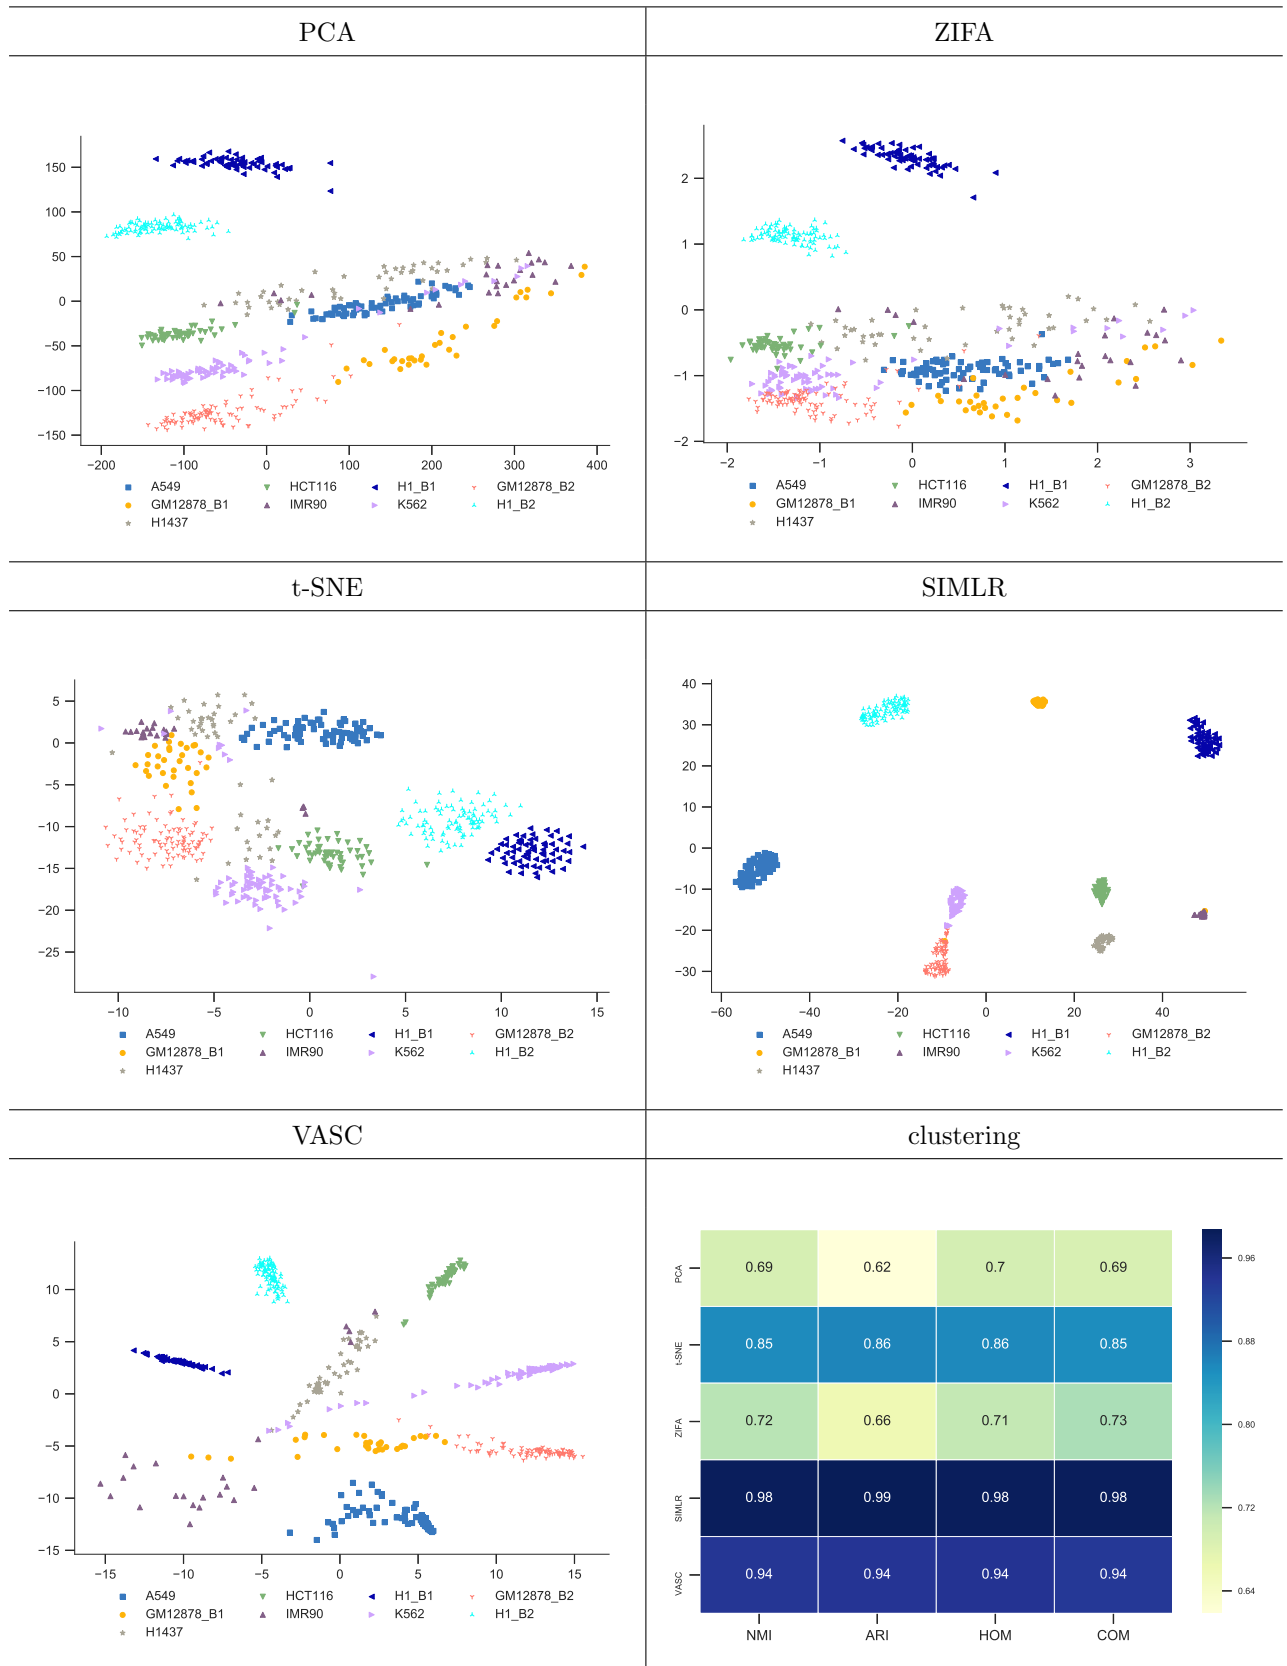 PCA
ZIFA
150
100
50
0
−50
−100
−150
−200 −100 0 100 200 300 400
A549 HCT116 H1_B1 GM12878_B2
GM12878_B1 IMR90 K562 H1_B2
H1437
2
1
0
−1
−2
−2 −1 0 1 2 3
A549 HCT116 H1_B1 GM12878_B2
GM12878_B1 IMR90 K562 H1_B2
H1437
t-SNE
SIMLR
5
0
−5
−10
−15
−20
−25
−10 −5 0 5 10 15
A549 HCT116 H1_B1 GM12878_B2
GM12878_B1 IMR90 K562 H1_B2
H1437
40
30
20
10
0
−10
−20
−30
−60 −40 −20 0 20 40
A549 HCT116 H1_B1 GM12878_B2
GM12878_B1 IMR90 K562 H1_B2
H1437
VASC
clustering
10
5
0
−5
−10
−15
−15 −10 −5 0 5 10 15
A549 HCT116 H1_B1 GM12878_B2
GM12878_B1 IMR90 K562 H1_B2
H1437
PCA 0.69 0.62 0.7 0.69
t-SNE 0.85 0.86 0.86 0.85
ZIFA 0.72 0.66 0.71 0.73
SIMLR 0.98 0.99 0.98 0.98
VASC 0.94 0.94 0.94 0.94
NMI ARI HOM COM
0.96
0.88
0.80
0.72
0.64